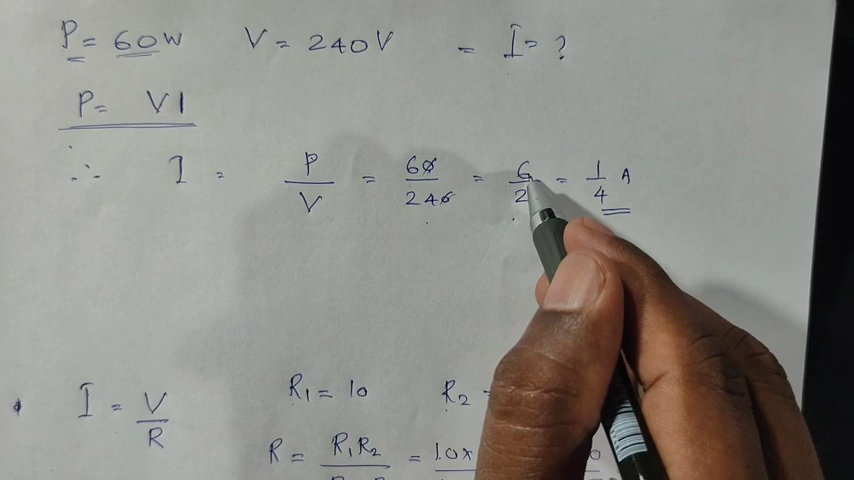 P = 60W V = 240V = I = ?
P = VI
∴ I = P/V = 60/240 = 6/2 = 1/4 A
I = V/R R1 = 10 R2 =
R = R1R2 = 10x